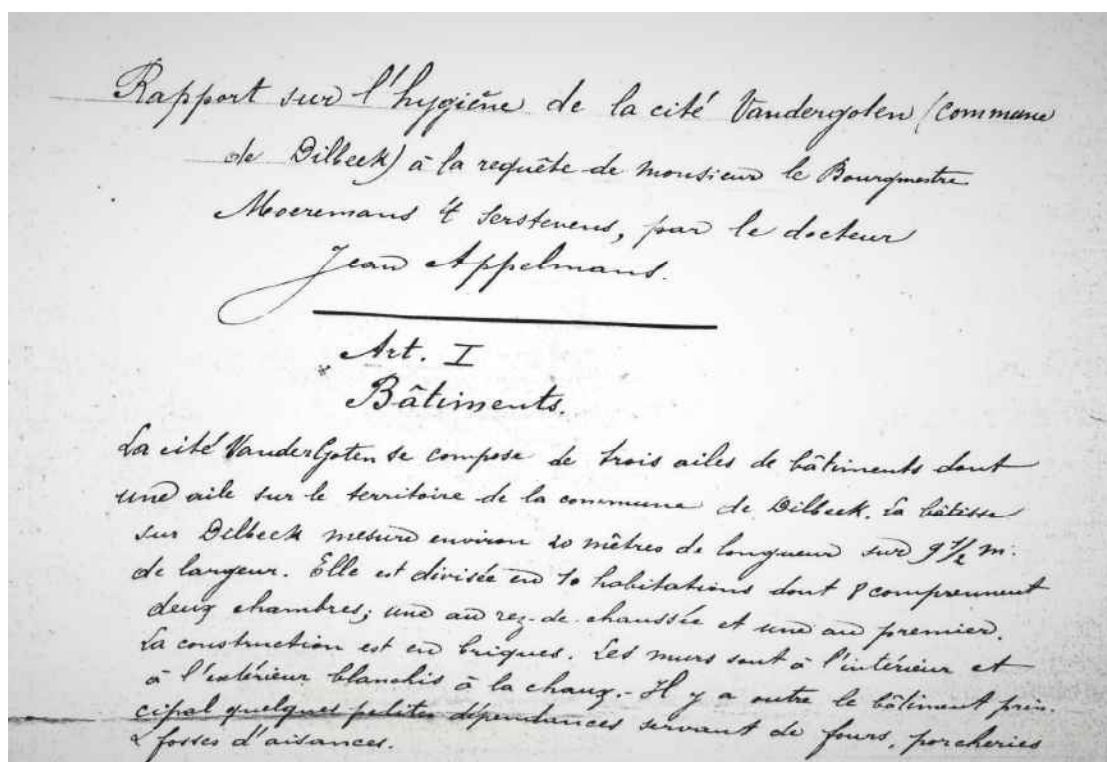 Rapport sur l'hygiène de la cité Vandergoten (commune
de Dilbeek) à la requête de monsieur le Bourgmestre
Moeremans 4 Serstevens, par le docteur
Jean Appelmans.
Art. I
Bâtiments.
La cité VanderGoten se compose de trois ailes de bâtiments dont
une aile sur le territoire de la commune de Dilbeek. La bâtisse
sur Dilbeek mesure environ 20 mètres de longueur sur 9 1/2 m.
de largeur. Elle est divisée en 10 habitations dont 8 comprennent
deux chambres; une au rez-de-chaussée et une au premier.
La construction est en briques. Les murs sont à l'intérieur et
à l'extérieur blanchis à la chaux.- Il y a outre le bâtiment prin-
cipal quelques petites dépendances servant de fours, porcheries
& fosses d'aisances.